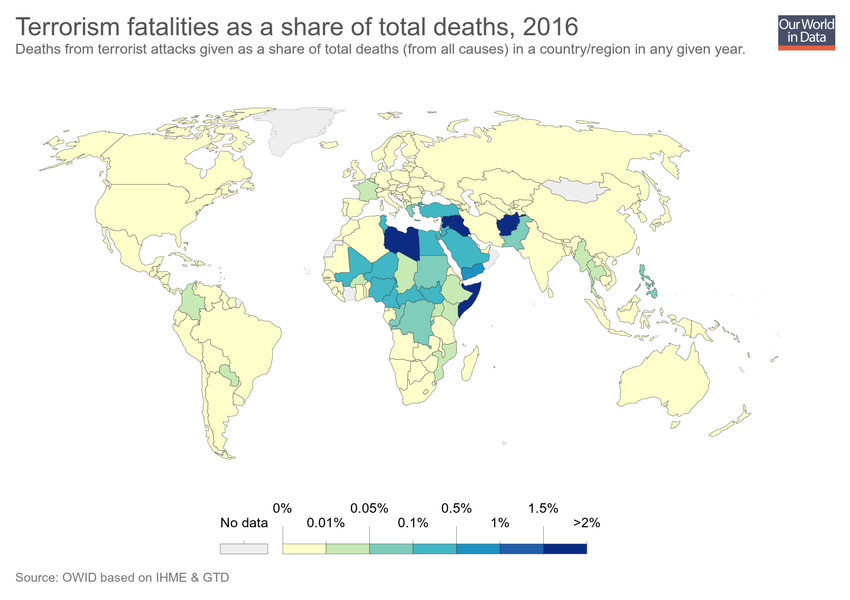 Terrorism fatalities as a share of total deaths, 2016
Deaths from terrorist attacks given as a share of total deaths (from all causes) in a country/region in any given year.
Our World
in Data
0% 0.05% 0.5% 1.5%
No data 0.01% 0.1% 1% >2%
Source: OWID based on IHME & GTD